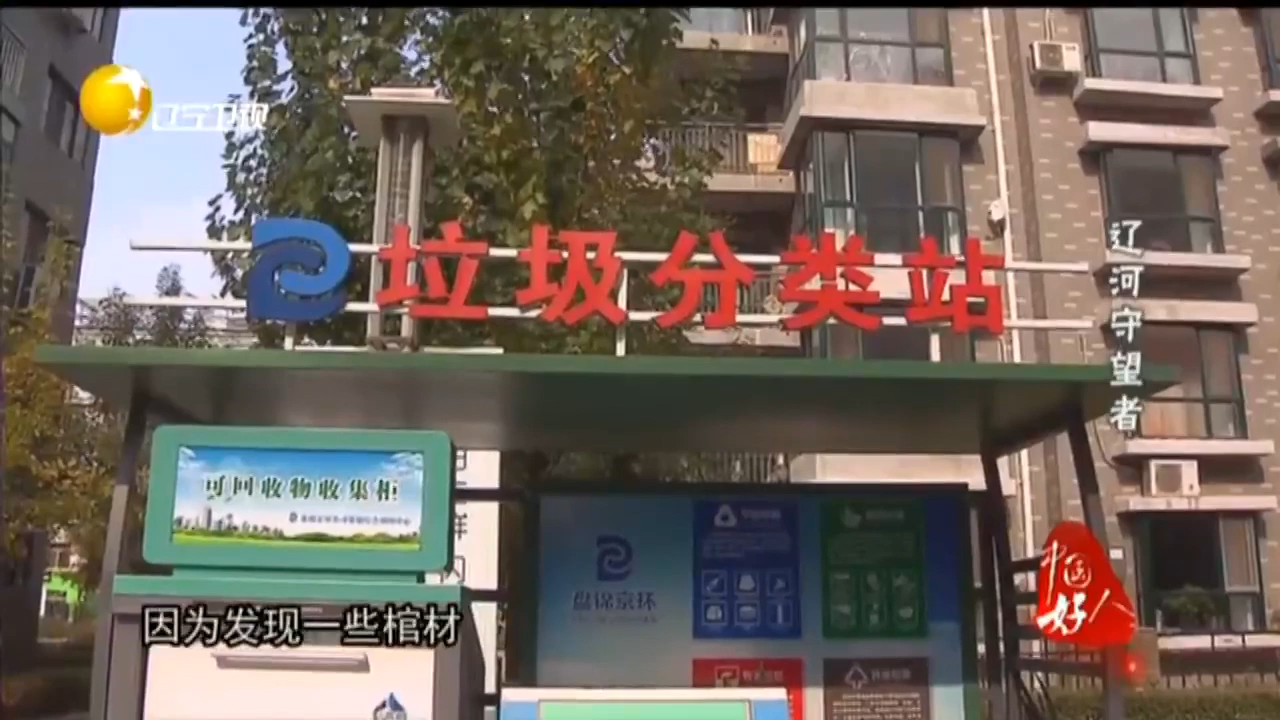 辽宁卫视
垃圾分类站
辽河守望者
可回收物收集柜
盘锦京环
中国好人
因为发现一些棺材